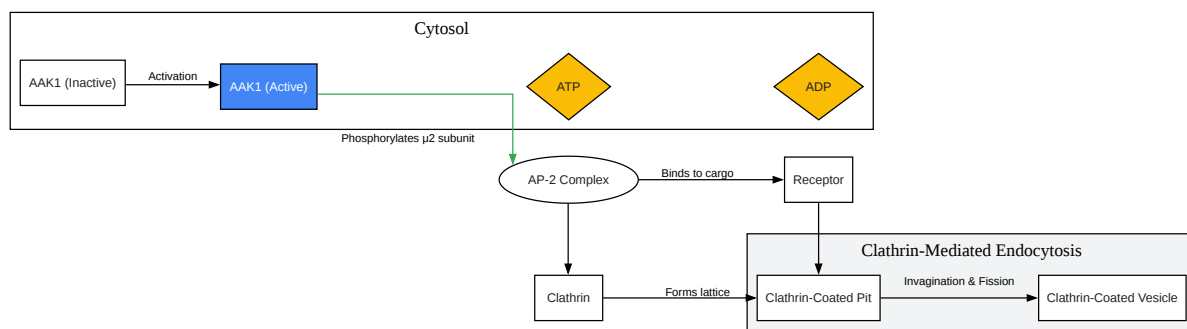 Cytosol
AAK1 (Inactive)
Activation
AAK1 (Active)
ATP
ADP
Phosphorylates μ2 subunit
AP-2 Complex
Binds to cargo
Receptor
Clathrin-Mediated Endocytosis
Clathrin
Forms lattice
Clathrin-Coated Pit
Invagination & Fission
Clathrin-Coated Vesicle